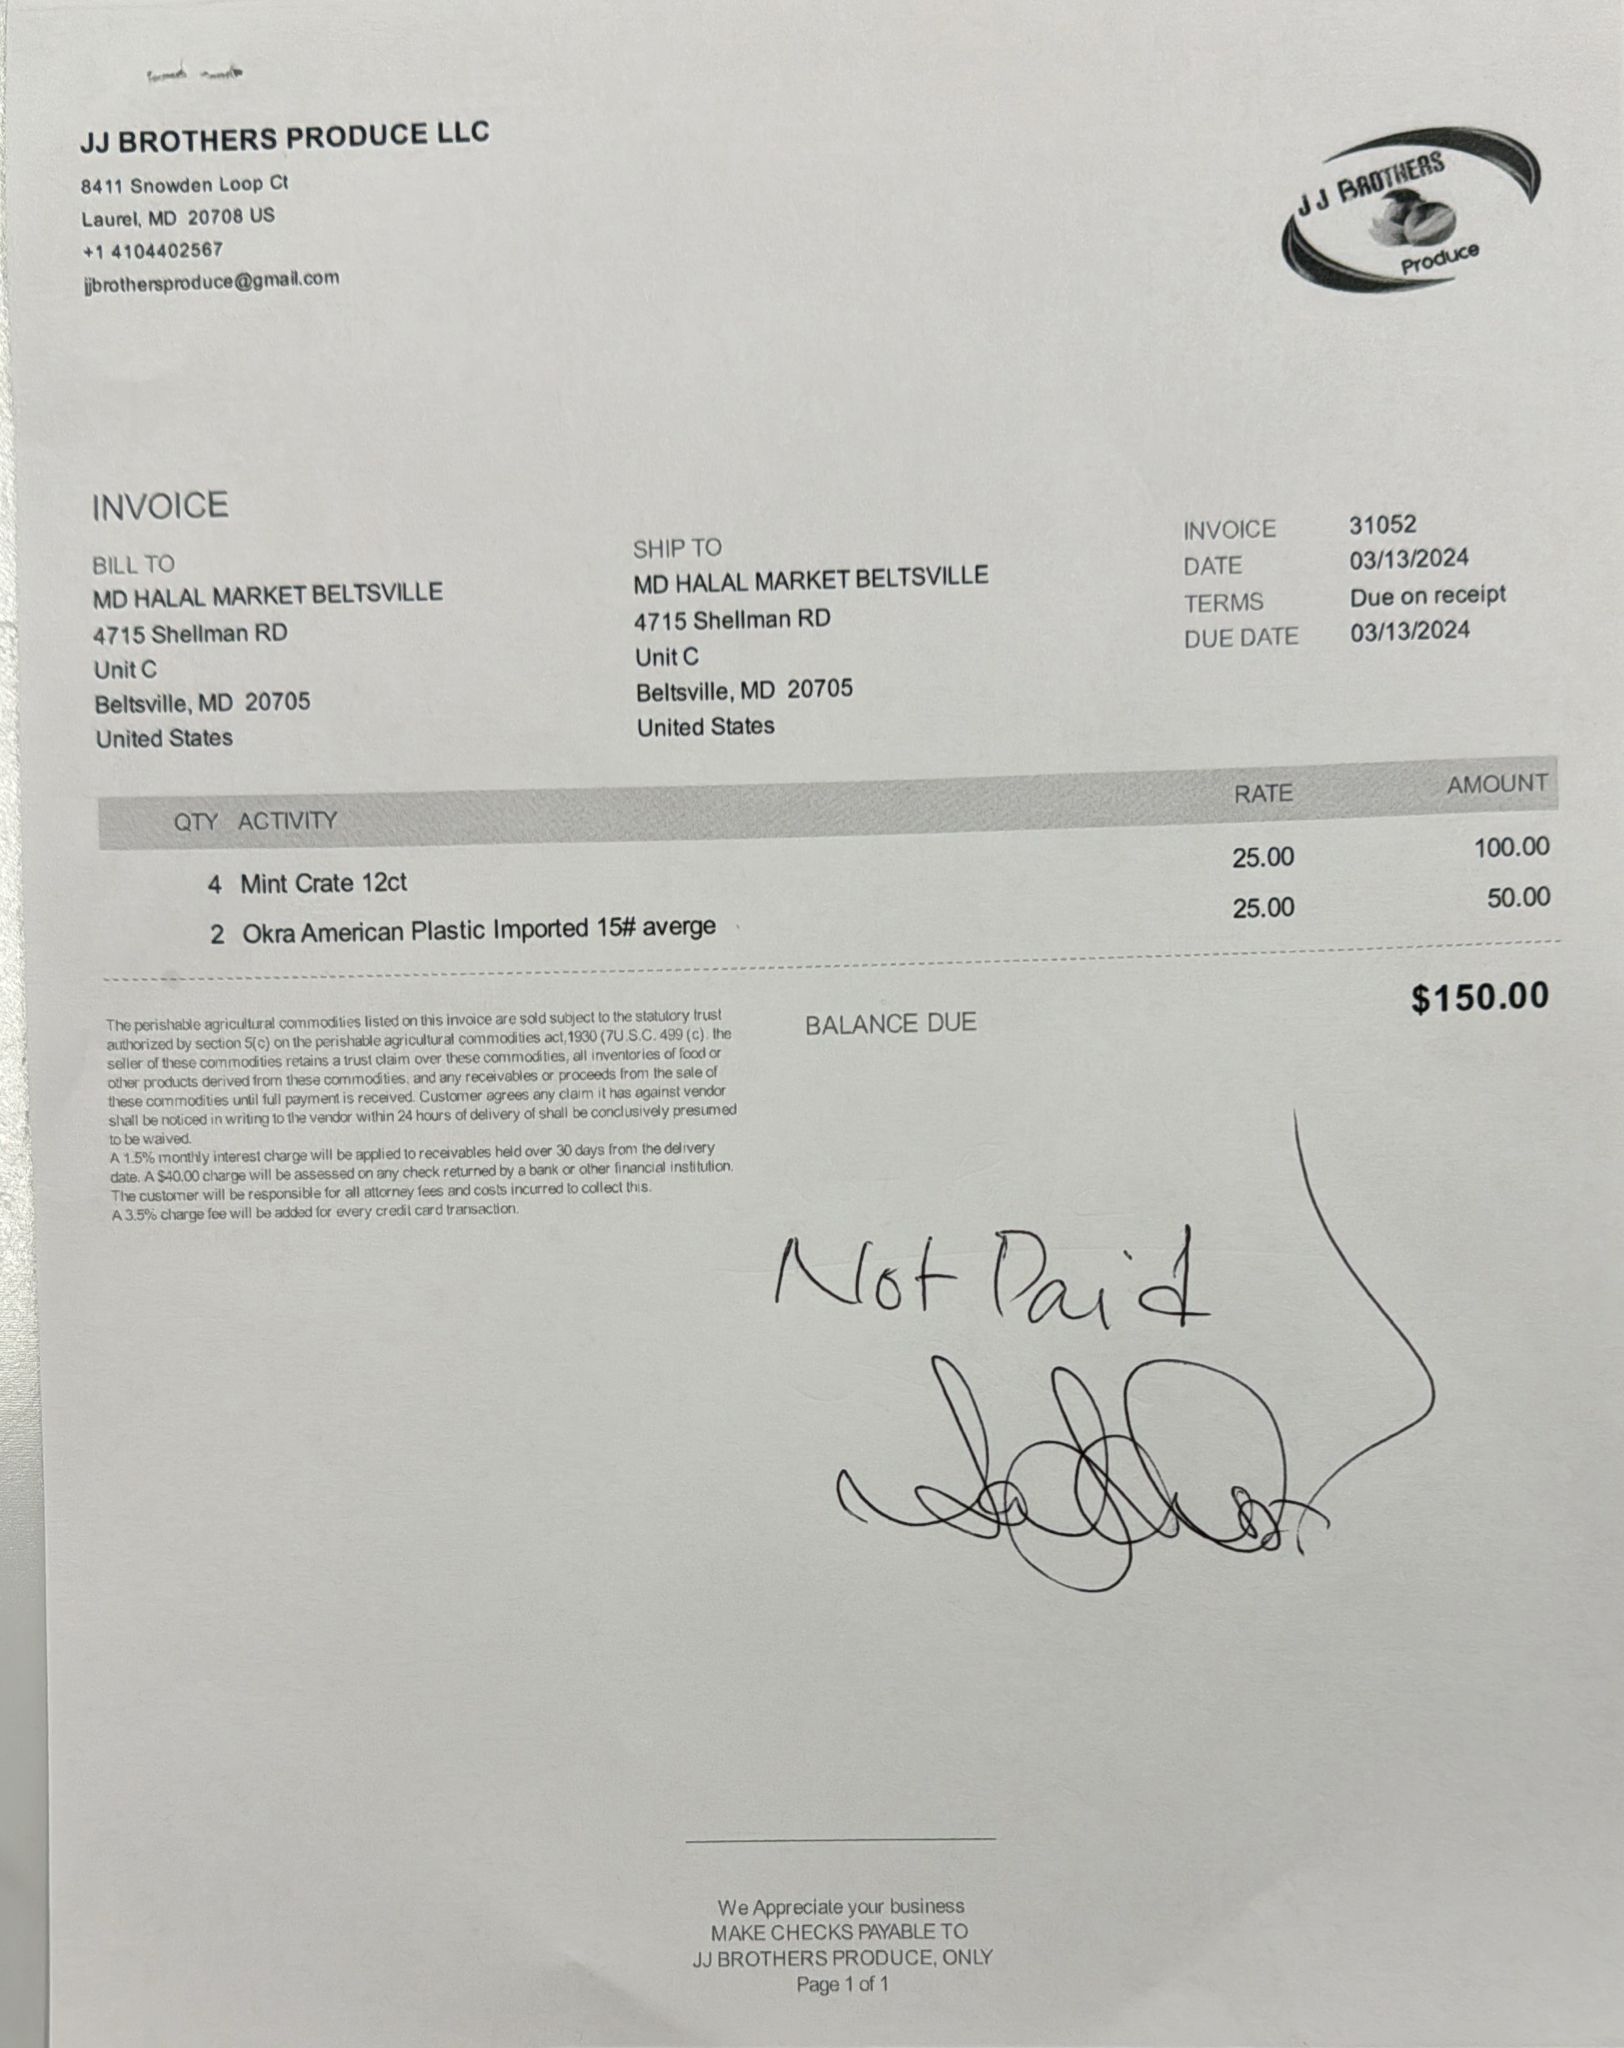 JJ BROTHERS PRODUCE LLC
8411 Snowden Loop Ct
Laurel, MD 20708 US
+1 4104402567
jjbrothersproduce@gmail.com
JJ BROTHERS
Produce
INVOICE
BILL TO
MD HALAL MARKET BELTSVILLE
4715 Shellman RD
Unit C
Beltsville, MD 20705
United States
SHIP TO
MD HALAL MARKET BELTSVILLE
4715 Shellman RD
Unit C
Beltsville, MD 20705
United States
INVOICE 31052
DATE 03/13/2024
TERMS Due on receipt
DUE DATE 03/13/2024
QTY ACTIVITY RATE AMOUNT
4 Mint Crate 12ct 25.00 100.00
2 Okra American Plastic Imported 15# averge 25.00 50.00
The perishable agricultural commodities listed on this invoice are sold subject to the statutory trust
authorized by section 5(c) on the perishable agricultural commodities act,1930 (7U.S.C. 499 (c). the
seller of these commodities retains a trust claim over these commodities, all inventories of food or
other products derived from these commodities, and any receivables or proceeds from the sale of
these commodities until full payment is received. Customer agrees any claim it has against vendor
shall be noticed in writing to the vendor within 24 hours of delivery of shall be conclusively presumed
to be waived.
A 1.5% monthly interest charge will be applied to receivables held over 30 days from the delivery
date. A $40.00 charge will be assessed on any check returned by a bank or other financial institution.
The customer will be responsible for all attorney fees and costs incurred to collect this.
A 3.5% charge fee will be added for every credit card transaction.
BALANCE DUE $150.00
Not Paid
We Appreciate your business
MAKE CHECKS PAYABLE TO
JJ BROTHERS PRODUCE, ONLY
Page 1 of 1